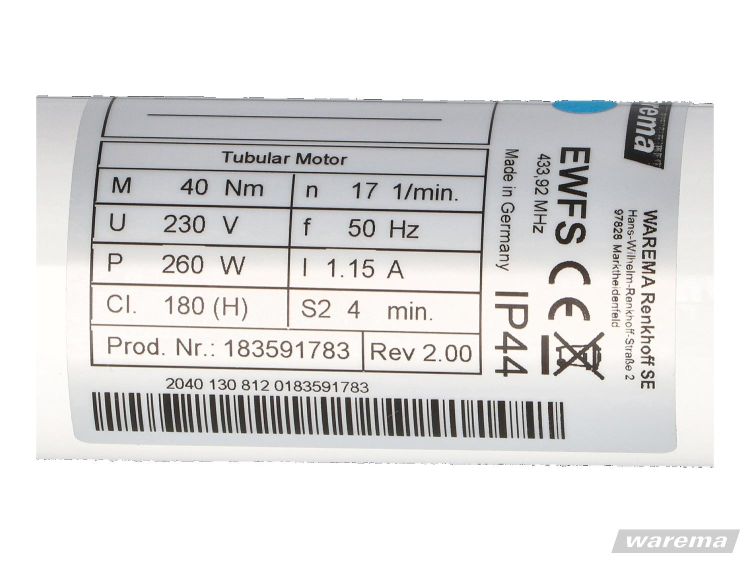 Tubular Motor
M 40 Nm n 17 1/min.
U 230 V f 50 Hz
P 260 W I 1.15 A
Cl. 180 (H) S2 4 min.
Prod. Nr.: 183591783 Rev 2.00
2040 130 812 0183591783
Made in Germany
IP44
433,92 MHz
EWFS CE
warema
WAREMA Renkhoff SE
Hans-Wilhelm-Renkhoff-Straße 2
97828 Marktheidenfeld
warema